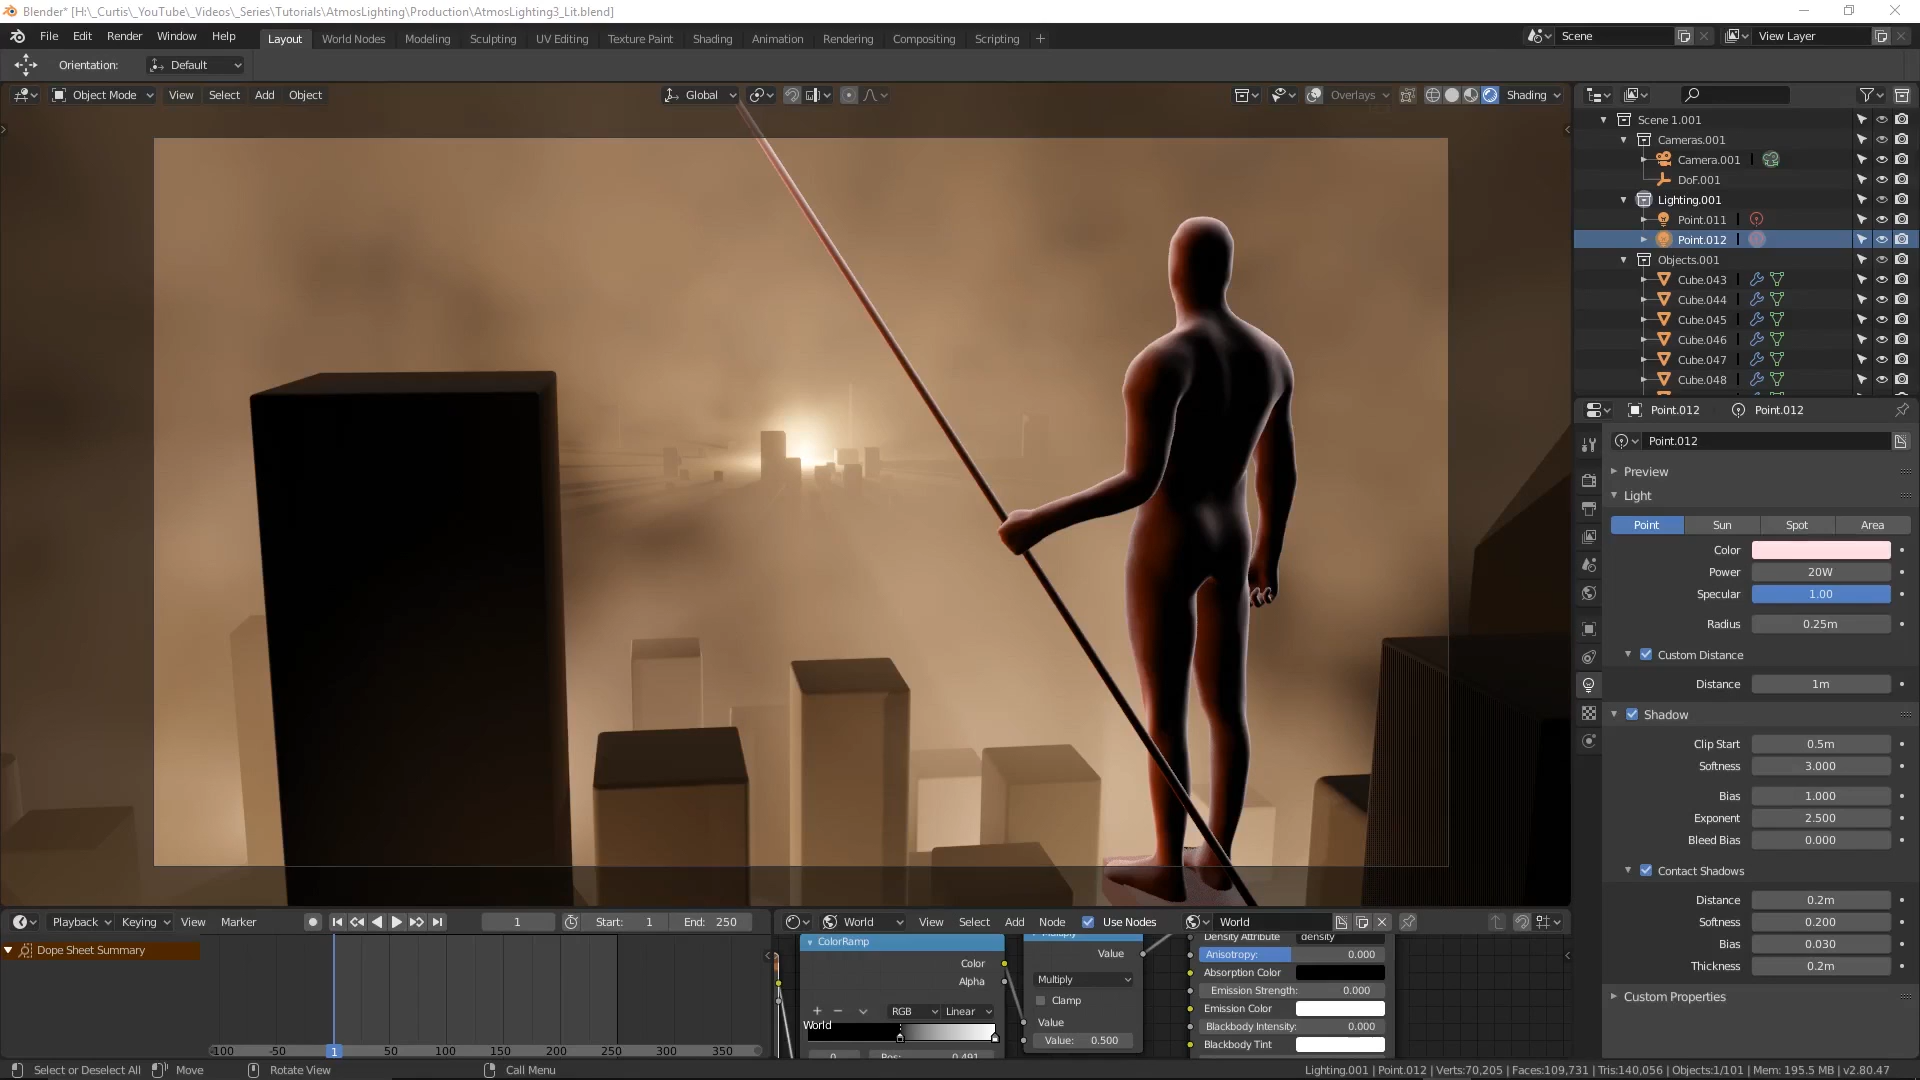 Blender* [H:\_Curtis\_YouTube\_Videos\_Series\Tutorials\AtmosLighting\Production\AtmosLighting3_Lit.blend]
File Edit Render Window Help Layout World Nodes Modeling Sculpting UV Editing Texture Paint Shading Animation Rendering Compositing Scripting + Scene View Layer
Orientation: Default
Object Mode View Select Add Object Global Overlays Shading
Scene 1.001
Cameras.001
Camera.001
DoF.001
Lighting.001
Point.011
Point.012
Objects.001
Cube.043
Cube.044
Cube.045
Cube.046
Cube.047
Cube.048
Point.012 Point.012
Point.012
Preview
Light
Point Sun Spot Area
Color
Power 20W
Specular 1.00
Radius 0.25m
Custom Distance
Distance 1m
Shadow
Clip Start 0.5m
Softness 3.000
Bias 1.000
Exponent 2.500
Bleed Bias 0.000
Contact Shadows
Distance 0.2m
Softness 0.200
Bias 0.030
Thickness 0.2m
Custom Properties
Playback Keying View Marker 1 Start: 1 End: 250
Dope Sheet Summary
-100 -50 1 50 100 150 200 250 300 350
World View Select Add Node Use Nodes World
ColorRamp
Color
Alpha
+ − RGB Linear
World
0 Pos: 0.491
Multiply
Value
Multiply
Clamp
Value
Value: 0.500
Density Attribute density
Anisotropy: 0.000
Absorption Color
Emission Strength: 0.000
Emission Color
Blackbody Intensity: 0.000
Blackbody Tint
Select or Deselect All Move Rotate View Call Menu Lighting.001 | Point.012 | Verts:70,205 | Faces:109,731 | Tris:140,056 | Objects:1/101 | Mem: 195.5 MB | v2.80.47